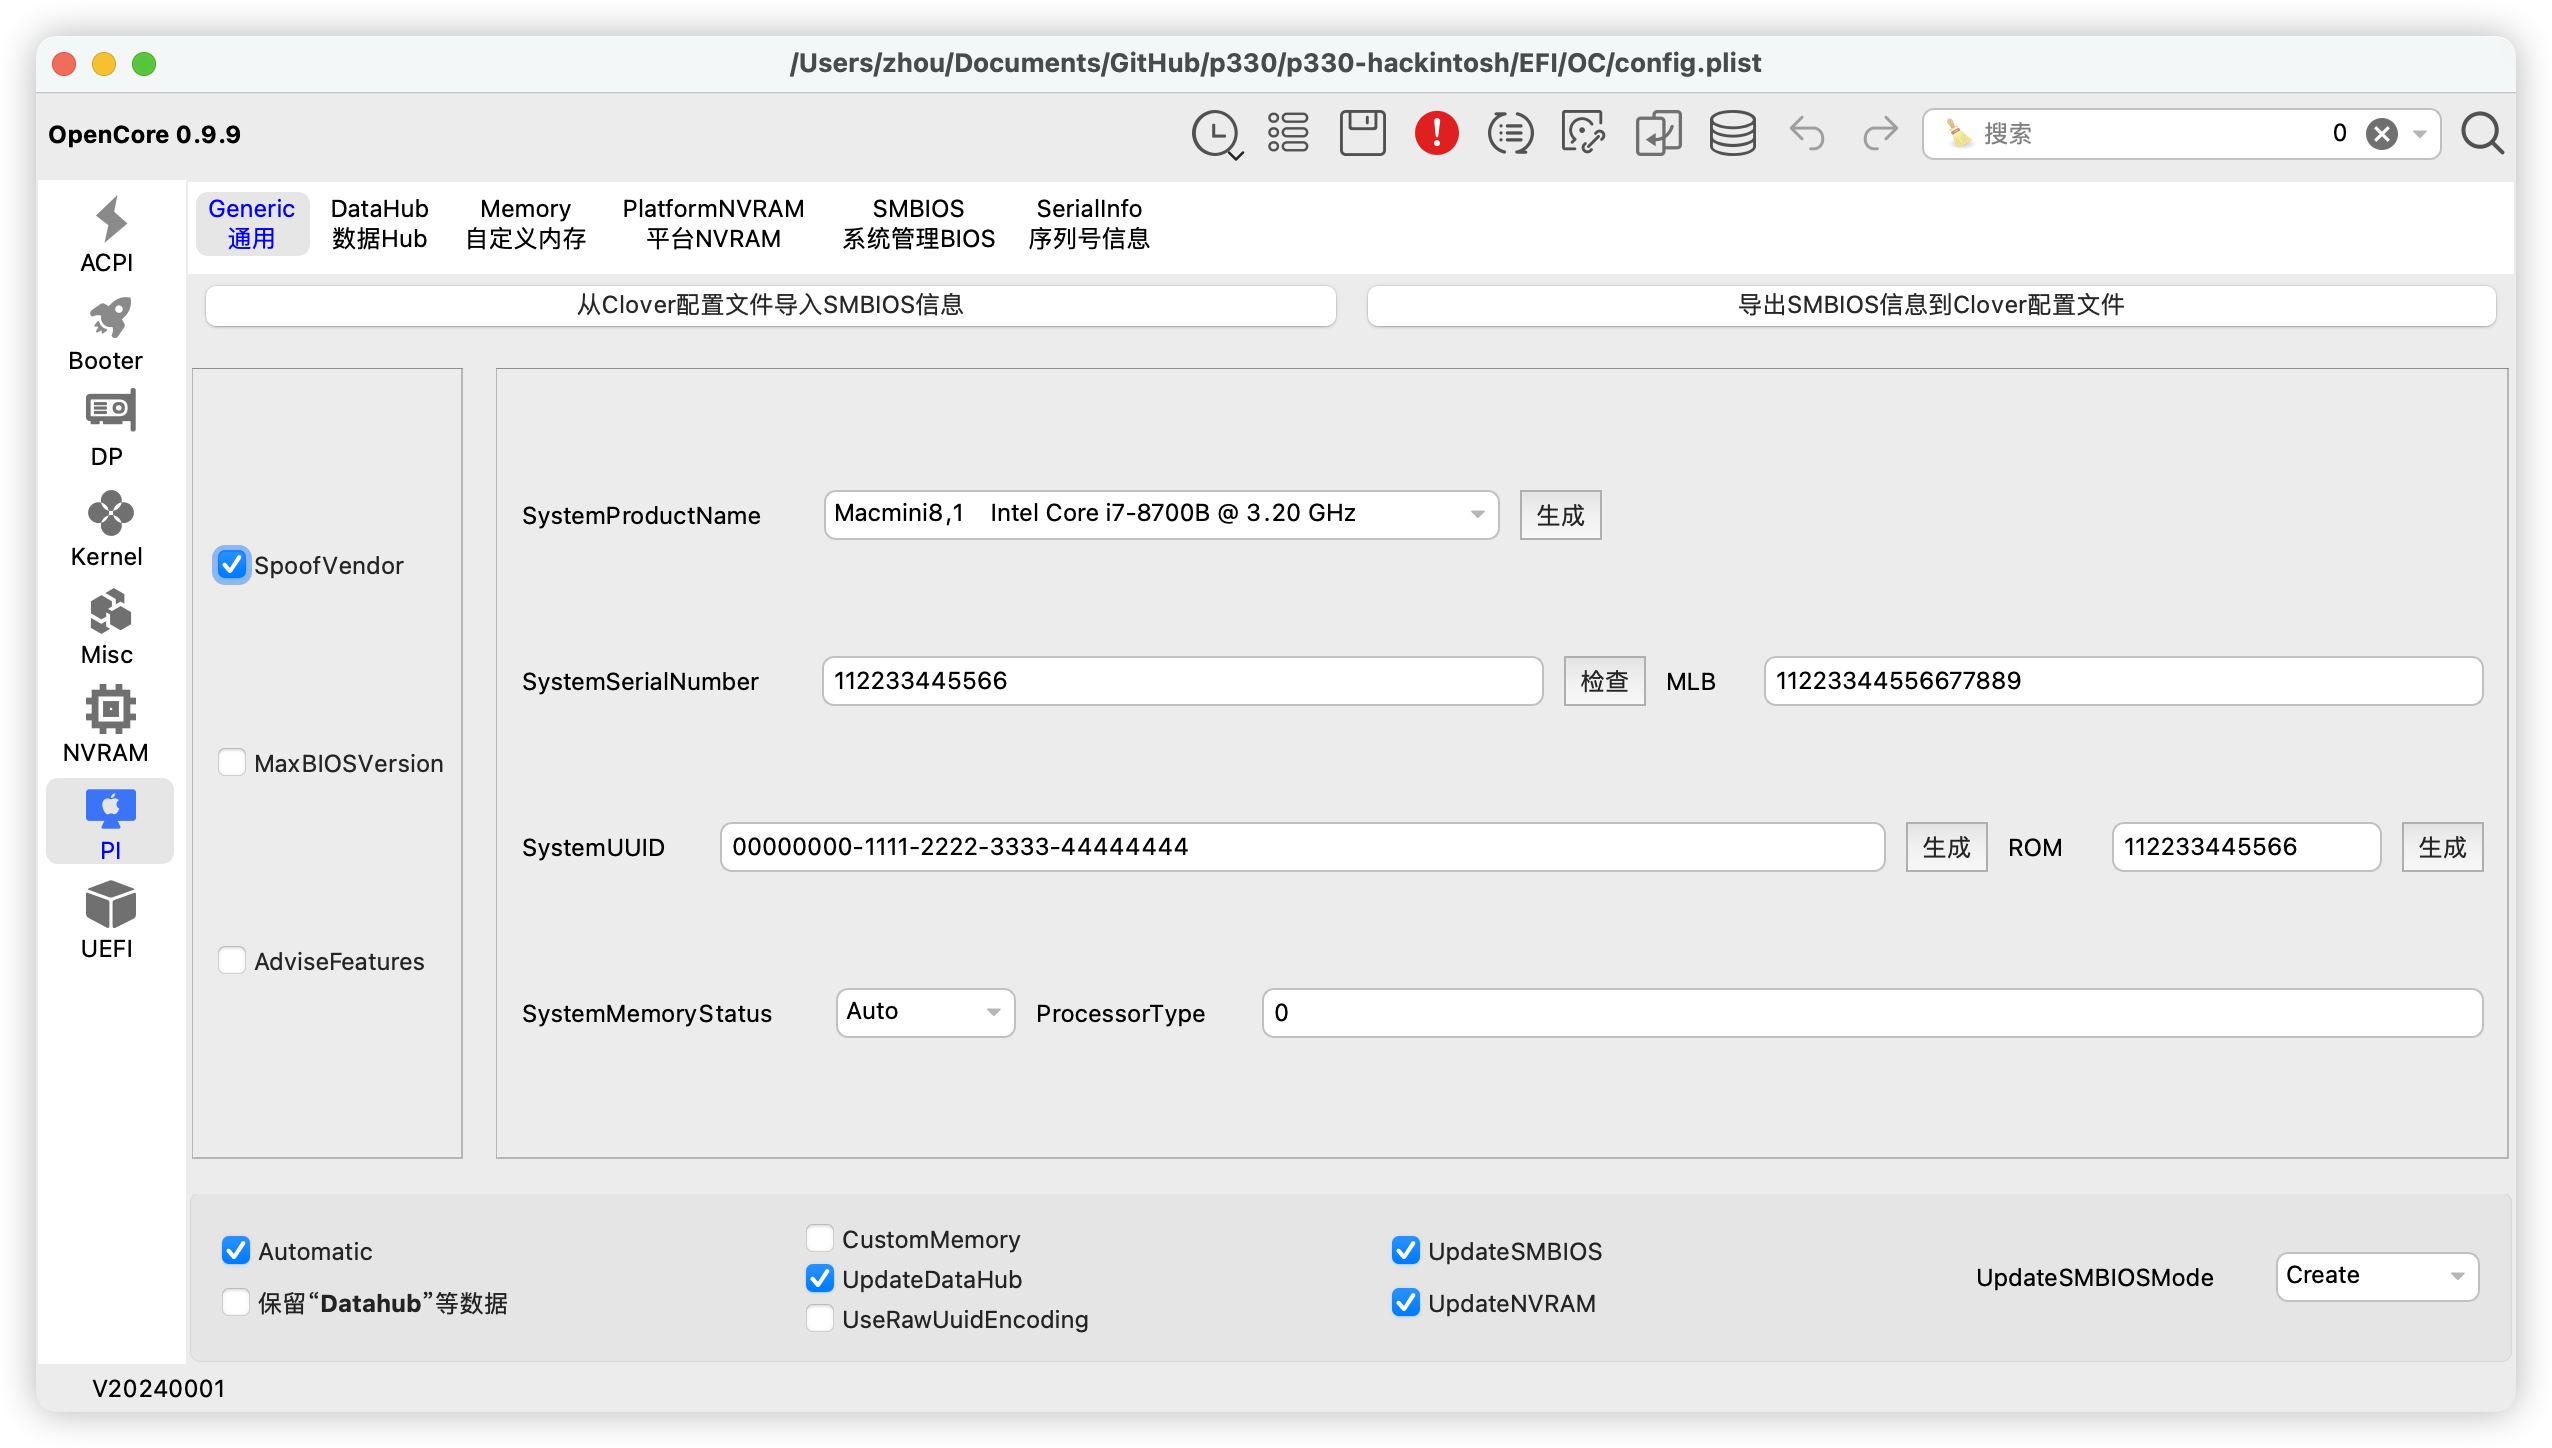 /Users/zhou/Documents/GitHub/p330/p330-hackintosh/EFI/OC/config.plist
OpenCore 0.9.9
搜索 0
ACPI
Booter
DP
Kernel
Misc
NVRAM
PI
UEFI
Generic
通用
DataHub
数据Hub
Memory
自定义内存
PlatformNVRAM
平台NVRAM
SMBIOS
系统管理BIOS
SerialInfo
序列号信息
从Clover配置文件导入SMBIOS信息
导出SMBIOS信息到Clover配置文件
SpoofVendor
MaxBIOSVersion
AdviseFeatures
SystemProductName Macmini8,1 Intel Core i7-8700B @ 3.20 GHz 生成
SystemSerialNumber 112233445566 检查 MLB 11223344556677889
SystemUUID 00000000-1111-2222-3333-44444444 生成 ROM 112233445566 生成
SystemMemoryStatus Auto ProcessorType 0
Automatic
保留“Datahub”等数据
CustomMemory
UpdateDataHub
UseRawUuidEncoding
UpdateSMBIOS
UpdateNVRAM
UpdateSMBIOSMode Create
V20240001